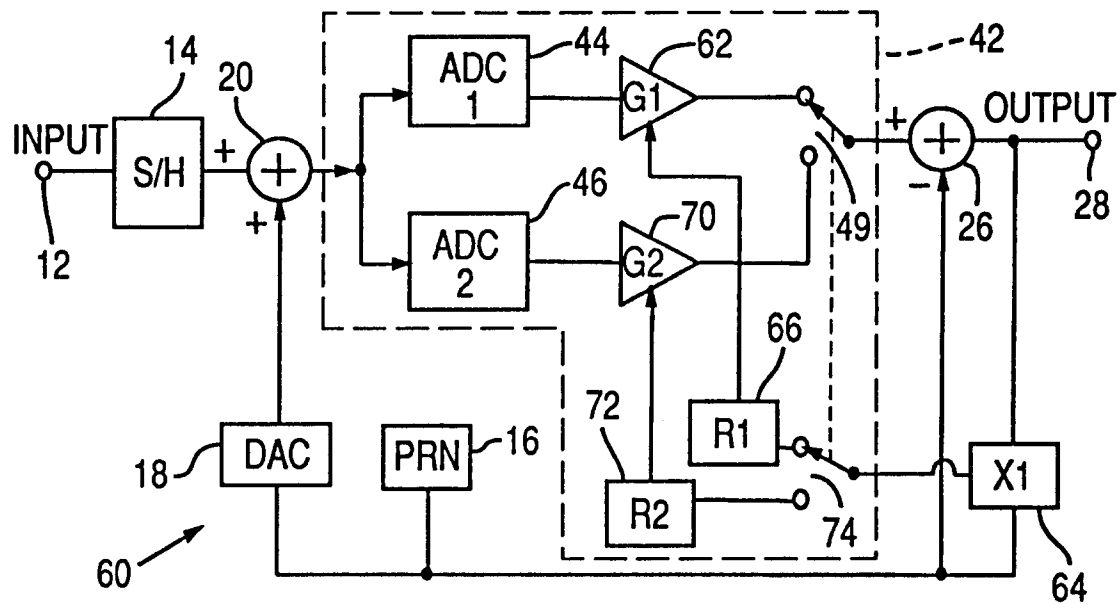 14
44
62
42
20
ADC
1
G1
INPUT
S/H
+
+
+
+
+
OUTPUT
-
12
46
70
49
26
28
ADC
2
G2
66
72
R1
18
DAC
PRN
16
R2
74
X1
60
64